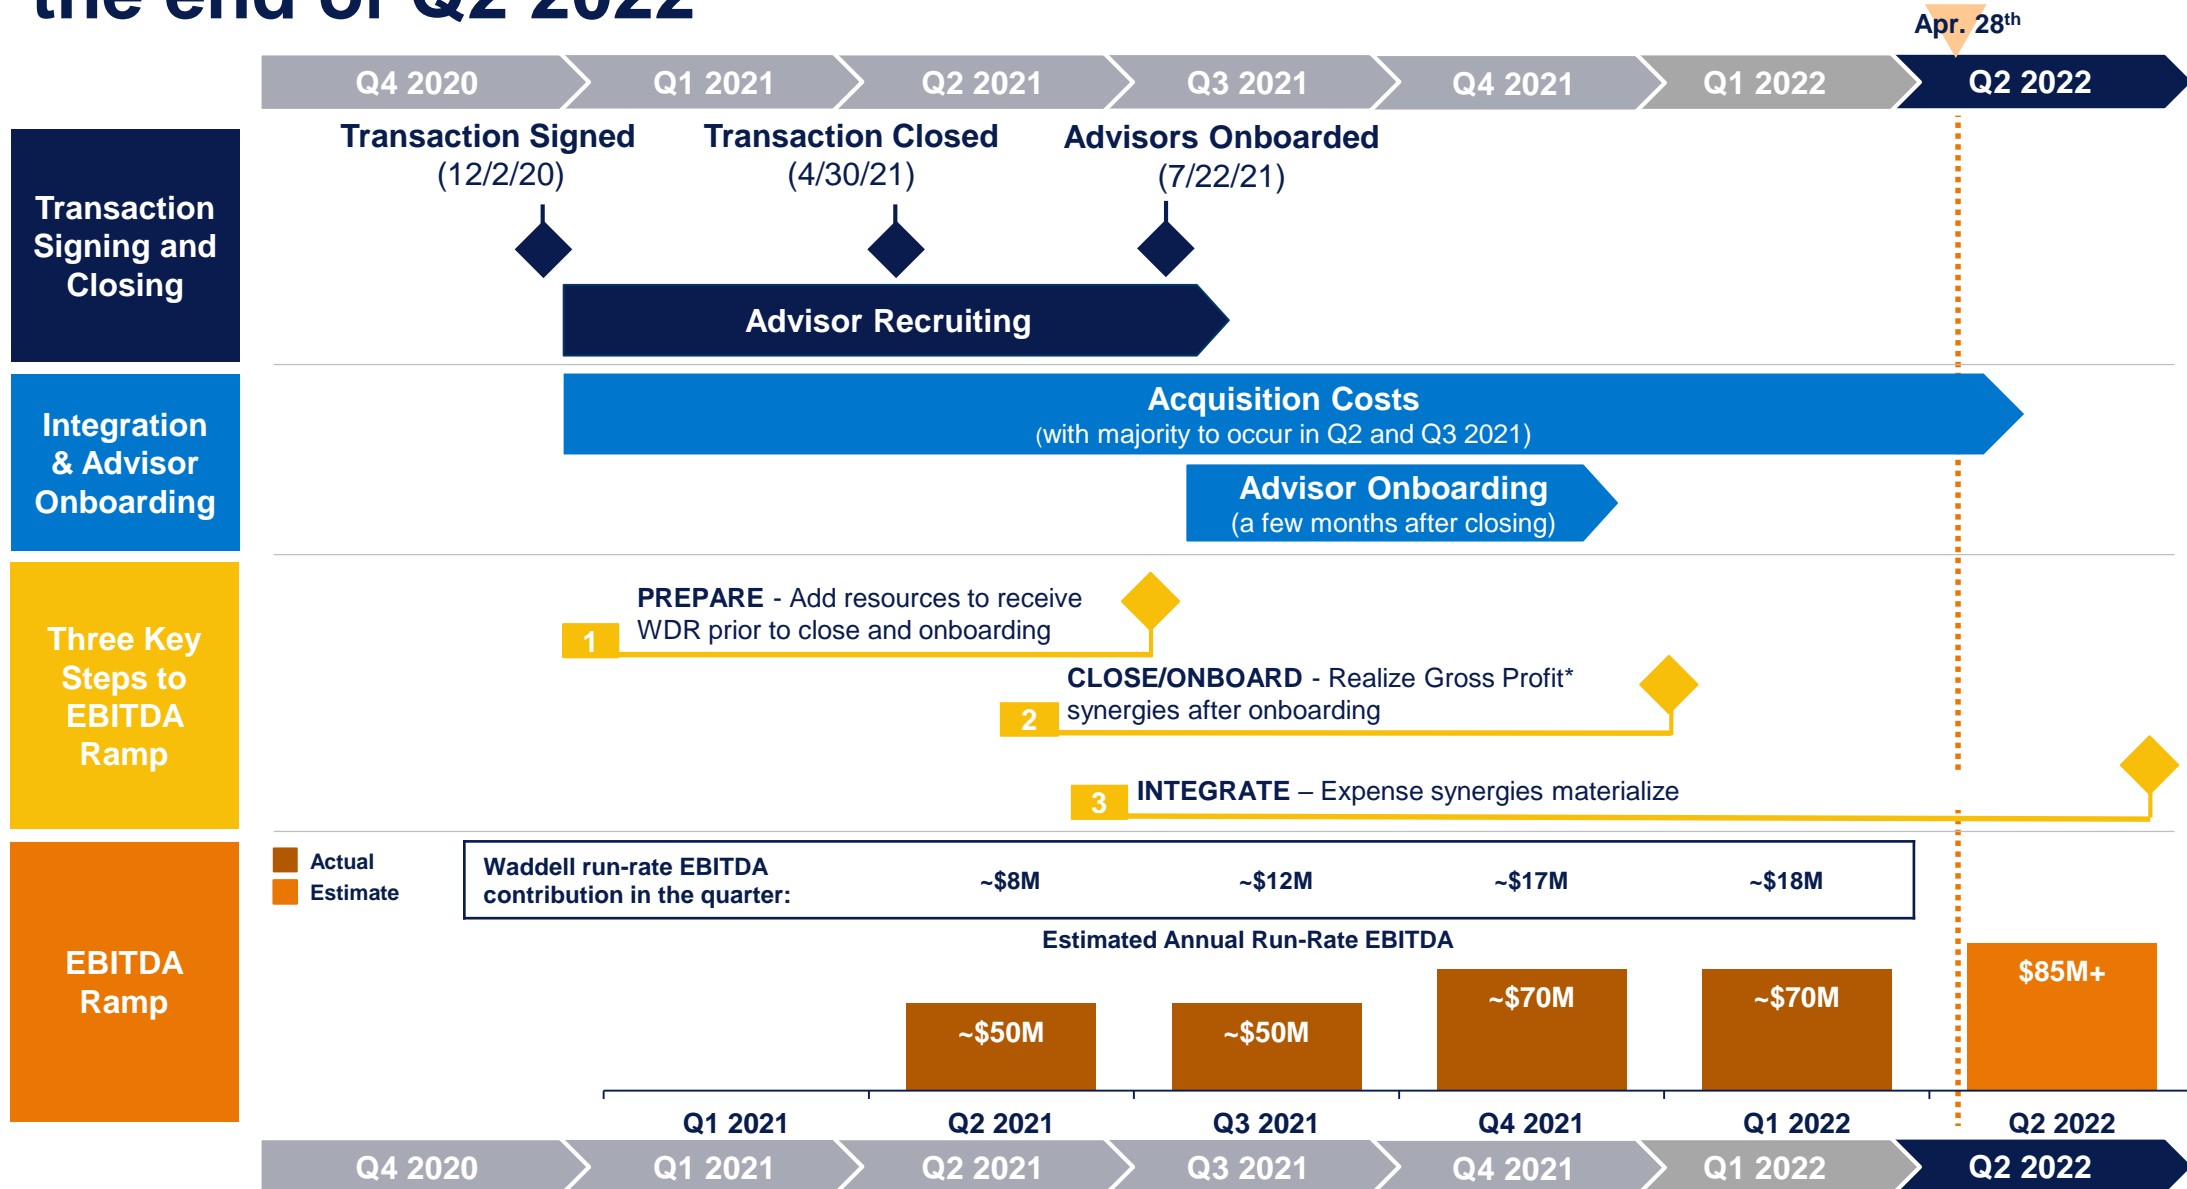 the end of Q2 2022
Apr. 28th
Q4 2020
Q1 2021
Q2 2021
Q3 2021
Q4 2021
Q1 2022
Q2 2022
Transaction
Signing and
Closing
Transaction Signed
(12/2/20)
Transaction Closed
(4/30/21)
Advisors Onboarded
(7/22/21)
Advisor Recruiting
Integration
& Advisor
Onboarding
Acquisition Costs
(with majority to occur in Q2 and Q3 2021)
Advisor Onboarding
(a few months after closing)
Three Key
Steps to
EBITDA
Ramp
1
PREPARE - Add resources to receive
WDR prior to close and onboarding
2
CLOSE/ONBOARD - Realize Gross Profit*
synergies after onboarding
3
INTEGRATE – Expense synergies materialize
EBITDA
Ramp
Actual
Estimate
Waddell run-rate EBITDA
contribution in the quarter:
~$8M
~$12M
~$17M
~$18M
Estimated Annual Run-Rate EBITDA
~$50M
~$50M
~$70M
~$70M
$85M+
Q1 2021
Q2 2021
Q3 2021
Q4 2021
Q1 2022
Q2 2022
Q4 2020
Q1 2021
Q2 2021
Q3 2021
Q4 2021
Q1 2022
Q2 2022